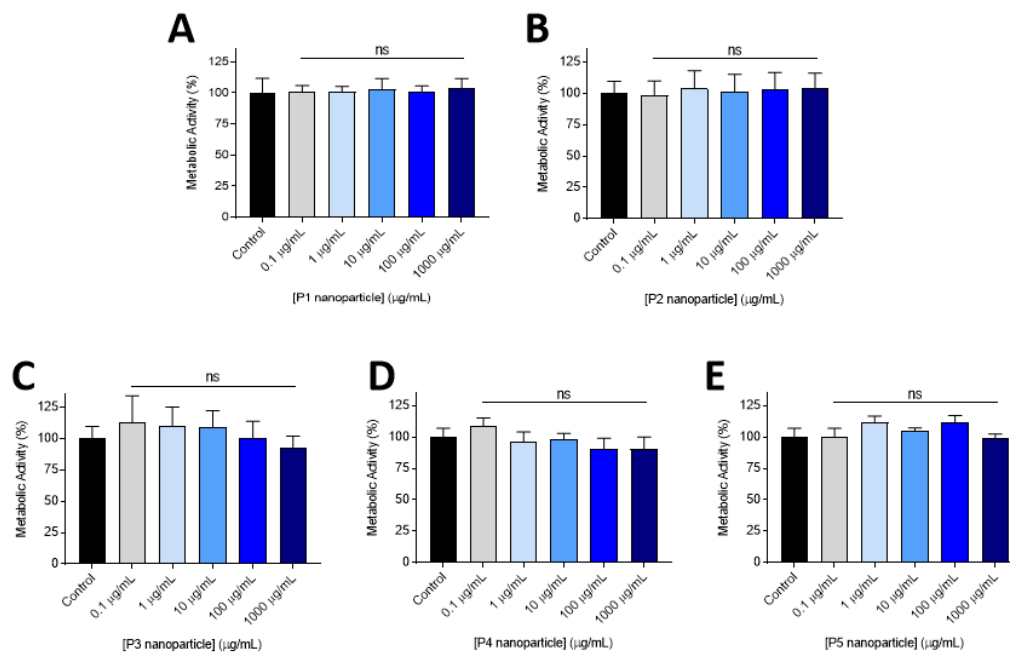 A
ns
Metabolic Activity (%)
125
100
75
50
25
0
Control
0.1 µg/mL
1 µg/mL
10 µg/mL
100 µg/mL
1000 µg/mL
[P1 nanoparticle] (µg/mL)
B
ns
Metabolic Activity (%)
125
100
75
50
25
0
Control
0.1 µg/mL
1 µg/mL
10 µg/mL
100 µg/mL
1000 µg/mL
[P2 nanoparticle] (µg/mL)
C
ns
Metabolic Activity (%)
125
100
75
50
25
0
Control
0.1 µg/mL
1 µg/mL
10 µg/mL
100 µg/mL
1000 µg/mL
[P3 nanoparticle] (µg/mL)
D
ns
Metabolic Activity (%)
125
100
75
50
25
0
Control
0.1 µg/mL
1 µg/mL
10 µg/mL
100 µg/mL
1000 µg/mL
[P4 nanoparticle] (µg/mL)
E
ns
Metabolic Activity (%)
125
100
75
50
25
0
Control
0.1 µg/mL
1 µg/mL
10 µg/mL
100 µg/mL
1000 µg/mL
[P5 nanoparticle] (µg/mL)